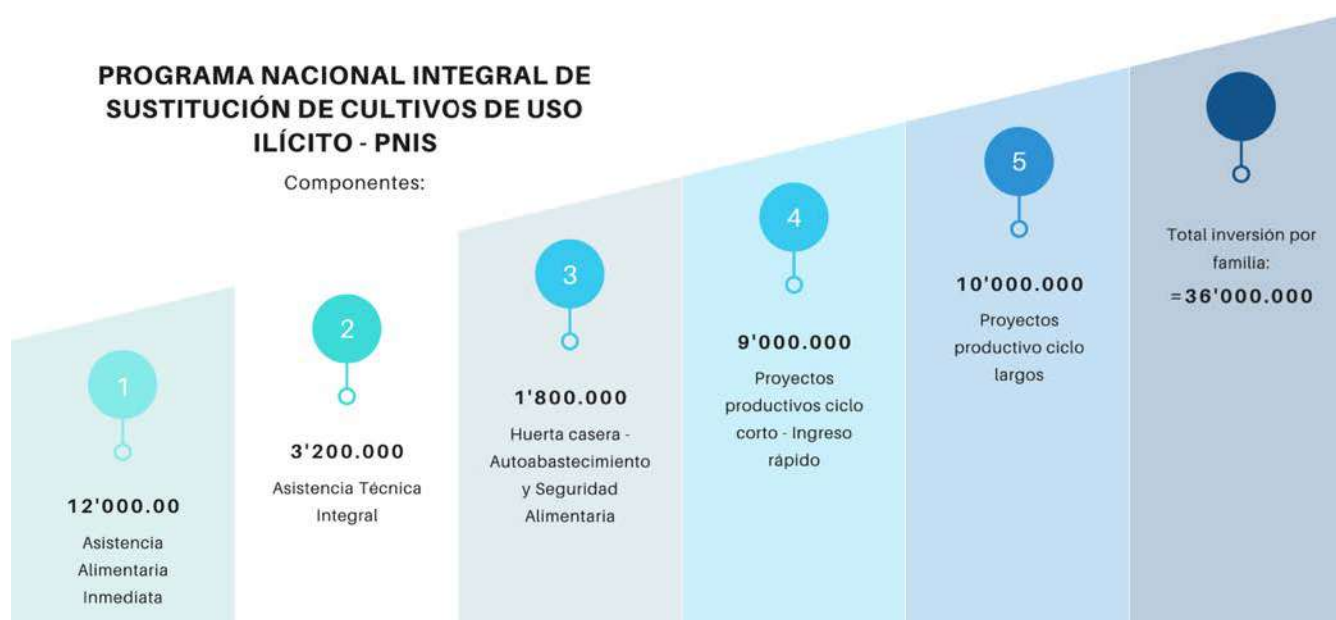 PROGRAMA NACIONAL INTEGRAL DE
SUSTITUCIÓN DE CULTIVOS DE USO
ILÍCITO - PNIS
Componentes:
1
12'000.00
Asistencia
Alimentaria
Inmediata
2
3'200.000
Asistencia Técnica
Integral
3
1'800.000
Huerta casera -
Autoabastecimiento
y Seguridad
Alimentaria
4
9'000.000
Proyectos
productivos ciclo
corto - Ingreso
rápido
5
10'000.000
Proyectos
productivo ciclo
largos
Total inversión por
familia:
=36'000.000